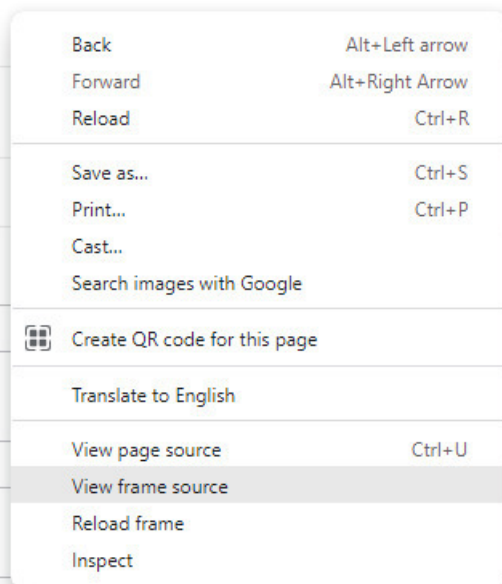 Back Alt+Left arrow
Forward Alt+Right Arrow
Reload Ctrl+R
Save as... Ctrl+S
Print... Ctrl+P
Cast...
Search images with Google
Create QR code for this page
Translate to English
View page source Ctrl+U
View frame source
Reload frame
Inspect